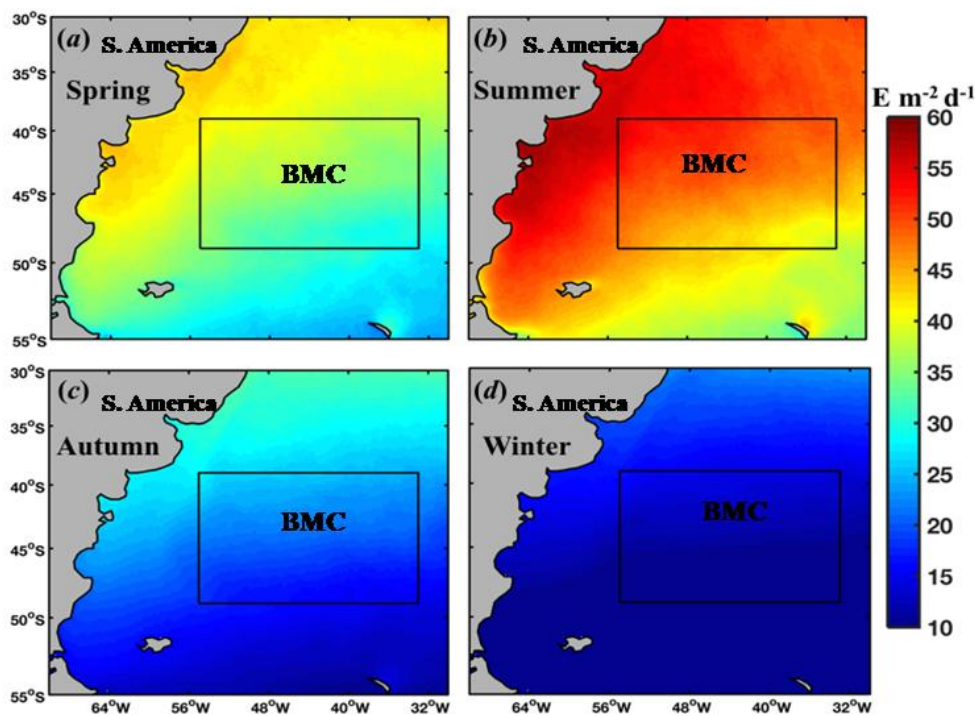 (a) S. America
Spring
BMC
30°S
35°S
40°S
45°S
50°S
55°S
(b) S. America
Summer
BMC
E m-2 d-1
60
55
50
45
40
35
30
25
20
15
10
(c) S. America
Autumn
BMC
30°S
35°S
40°S
45°S
50°S
55°S
64°W 56°W 48°W 40°W 32°W
(d) S. America
Winter
BMC
64°W 56°W 48°W 40°W 32°W